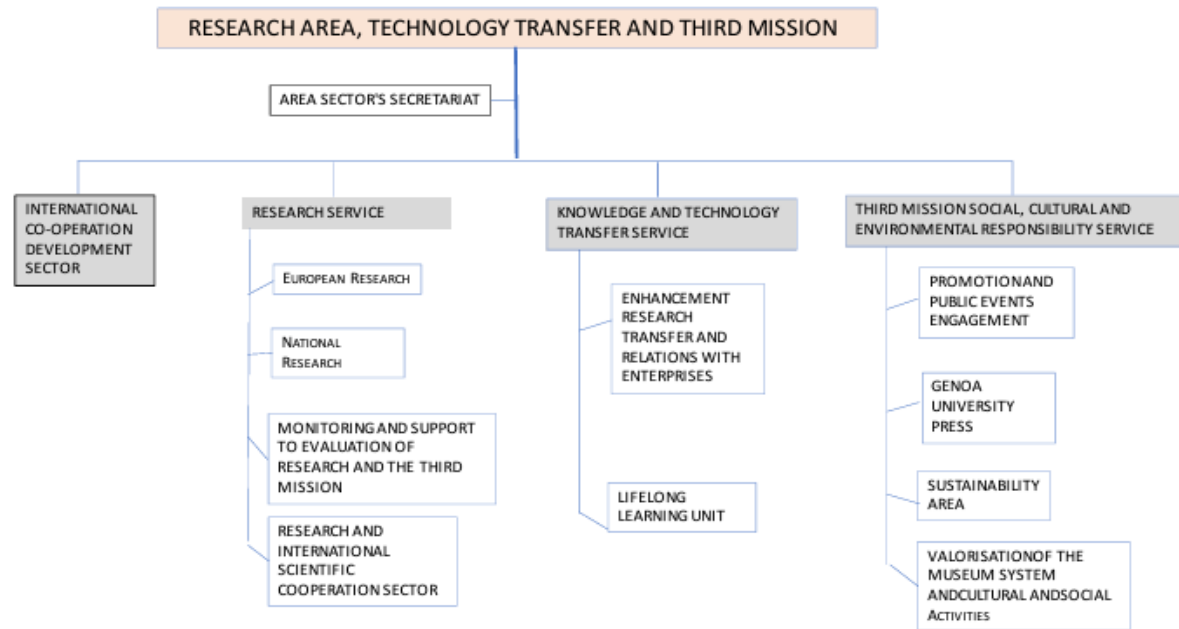 RESEARCH AREA, TECHNOLOGY TRANSFER AND THIRD MISSION
AREA SECTOR'S SECRETARIAT
INTERNATIONAL
CO-OPERATION
DEVELOPMENT
SECTOR
RESEARCH SERVICE
EUROPEAN RESEARCH
NATIONAL
RESEARCH
MONITORING AND SUPPORT
TO EVALUATION OF
RESEARCH AND THE THIRD
MISSION
RESEARCH AND
INTERNATIONAL
SCIENTIFIC
COOPERATION SECTOR
KNOWLEDGE AND TECHNOLOGY
TRANSFER SERVICE
ENHANCEMENT
RESEARCH
TRANSFER AND
RELATIONS WITH
ENTERPRISES
LIFELONG
LEARNING UNIT
THIRD MISSION SOCIAL, CULTURAL AND
ENVIRONMENTAL RESPONSIBILITY SERVICE
PROMOTIONAND
PUBLIC EVENTS
ENGAGEMENT
GENOA
UNIVERSITY
PRESS
SUSTAINABILITY
AREA
VALORISATIONOF THE
MUSEUM SYSTEM
ANDCULTURAL ANDSOCIAL
ACTIVITIES